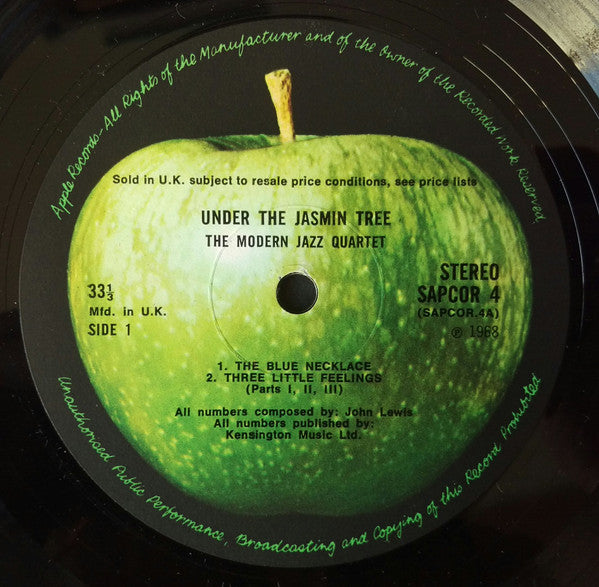 Apple Records-All Rights of the Manufacturer and of the Owner of the Recorded Work Reserved.
Sold in U.K. subject to resale price conditions, see price lists
UNDER THE JASMIN TREE
THE MODERN JAZZ QUARTET
33⅓
Mfd. in U.K.
SIDE 1
STEREO
SAPCOR 4
(SAPCOR.4A)
℗ 1968
1. THE BLUE NECKLACE
2. THREE LITTLE FEELINGS
(Parts I, II, III)
All numbers composed by: John Lewis
All numbers published by:
Kensington Music Ltd.
Unauthorised Public Performance, Broadcasting and Copying of this Record Prohibited